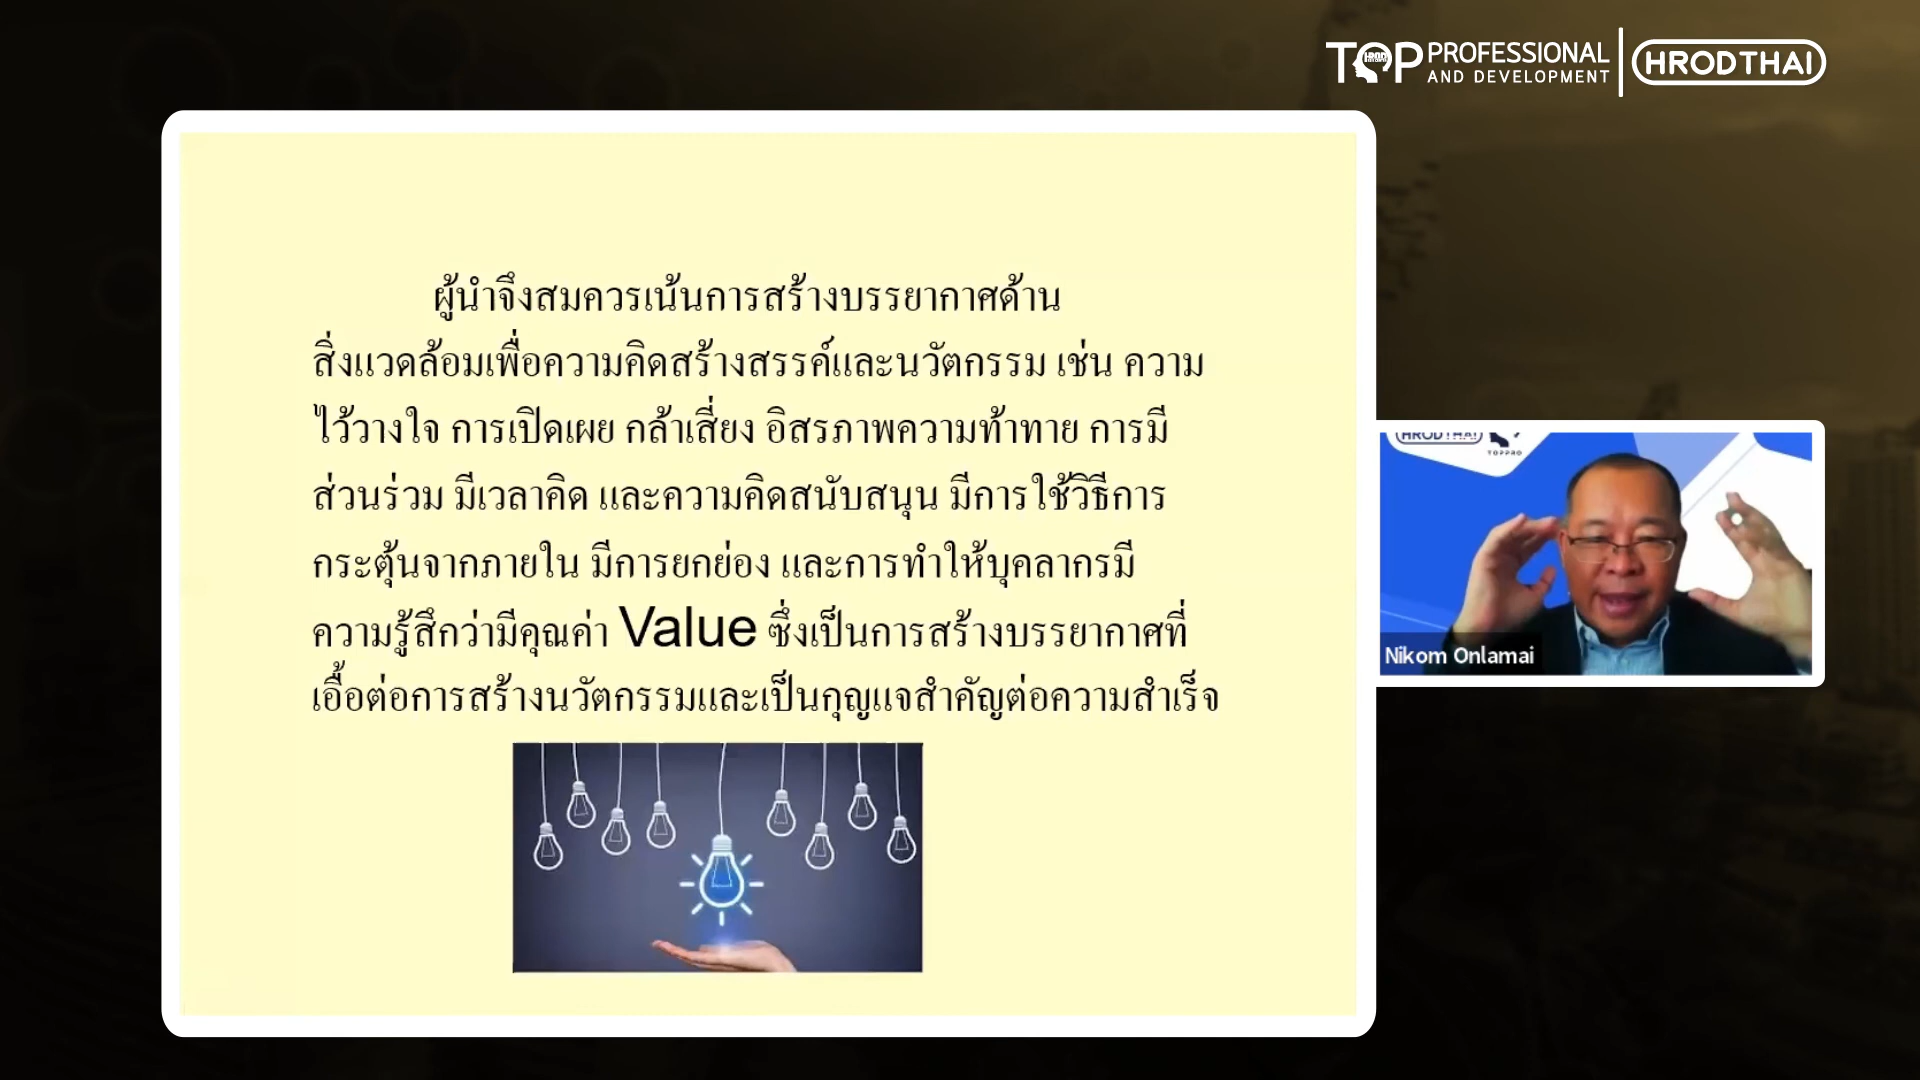 TOP PROFESSIONAL AND DEVELOPMENT
HRODTHAI
ผู้นำจึงสมควรเน้นการสร้างบรรยากาศด้าน
สิ่งแวดล้อมเพื่อความคิดสร้างสรรค์และนวัตกรรม เช่น ความ
ไว้วางใจ การเปิดเผย กล้าเสี่ยง อิสรภาพความท้าทาย การมี
ส่วนร่วม มีเวลาคิด และความคิดสนับสนุน มีการใช้วิธีการ
กระตุ้นจากภายใน มีการยกย่อง และการทำให้บุคลากรมี
ความรู้สึกว่ามีคุณค่า Value ซึ่งเป็นการสร้างบรรยากาศที่
เอื้อต่อการสร้างนวัตกรรมและเป็นกุญแจสำคัญต่อความสำเร็จ
HRODTHAI
TOPPRO
Nikom Onlamai